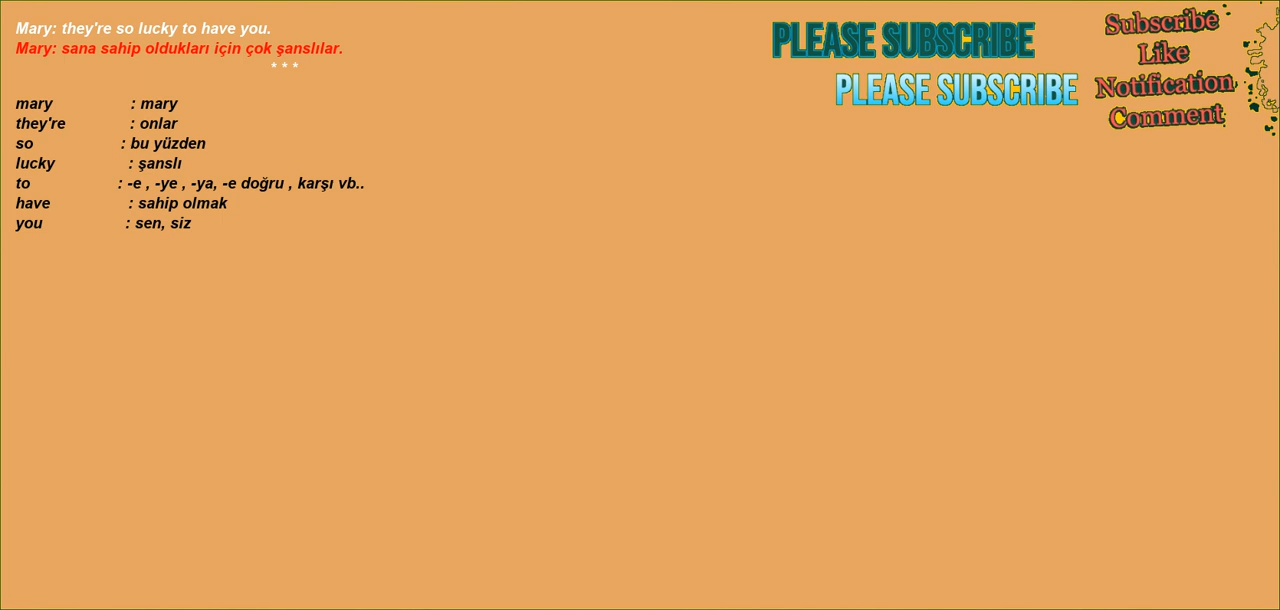 Mary: they're so lucky to have you.
Mary: sana sahip oldukları için çok şanslılar.
* * *
mary : mary
they're : onlar
so : bu yüzden
lucky : şanslı
to : -e , -ye , -ya, -e doğru , karşı vb..
have : sahip olmak
you : sen, siz
PLEASE SUBSCRIBE
PLEASE SUBSCRIBE
Subscribe
Like
Notification
Comment